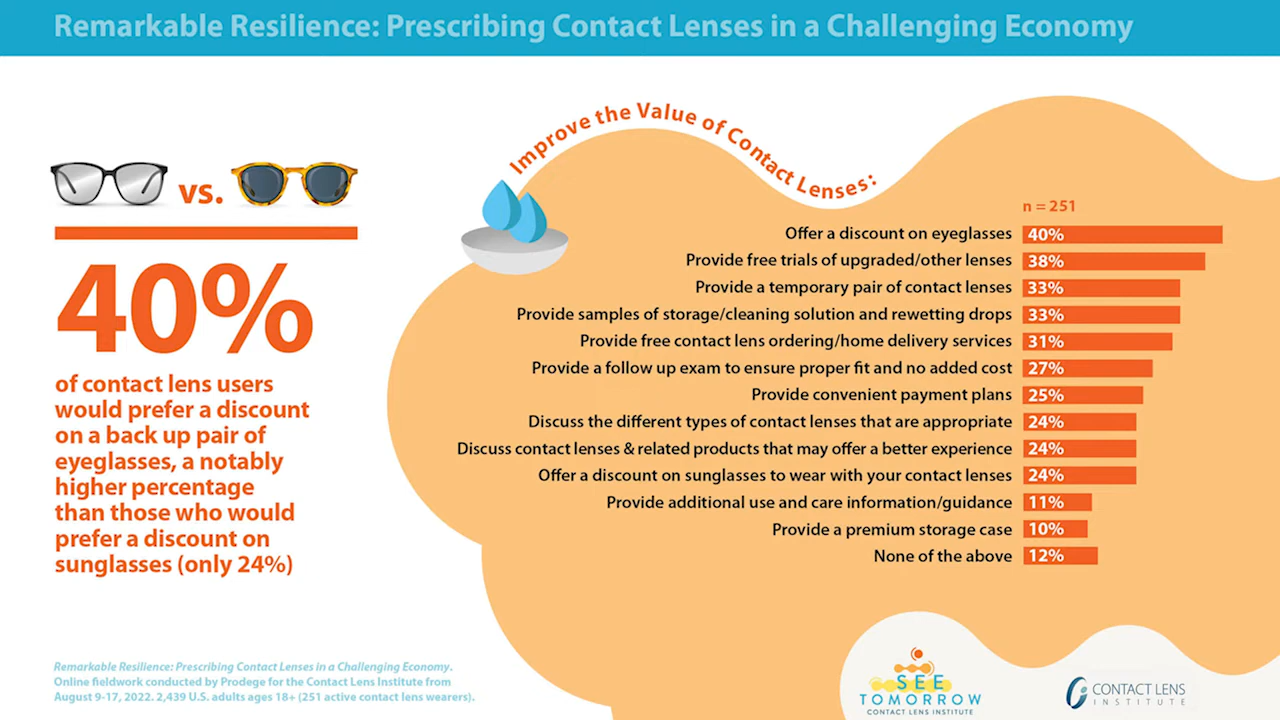 Remarkable Resilience: Prescribing Contact Lenses in a Challenging Economy
vs.
40%
of contact lens users
would prefer a discount
on a back up pair of
eyeglasses, a notably
higher percentage
than those who would
prefer a discount on
sunglasses (only 24%)
Improve the Value of Contact Lenses:
n = 251
Offer a discount on eyeglasses 40%
Provide free trials of upgraded/other lenses 38%
Provide a temporary pair of contact lenses 33%
Provide samples of storage/cleaning solution and rewetting drops 33%
Provide free contact lens ordering/home delivery services 31%
Provide a follow up exam to ensure proper fit and no added cost 27%
Provide convenient payment plans 25%
Discuss the different types of contact lenses that are appropriate 24%
Discuss contact lenses & related products that may offer a better experience 24%
Offer a discount on sunglasses to wear with your contact lenses 24%
Provide additional use and care information/guidance 11%
Provide a premium storage case 10%
None of the above 12%
Remarkable Resilience: Prescribing Contact Lenses in a Challenging Economy.
Online fieldwork conducted by Prodege for the Contact Lens Institute from
August 9-17, 2022. 2,439 U.S. adults ages 18+ (251 active contact lens wearers).
SEE
TOMORROW
CONTACT LENS INSTITUTE
CONTACT LENS
INSTITUTE